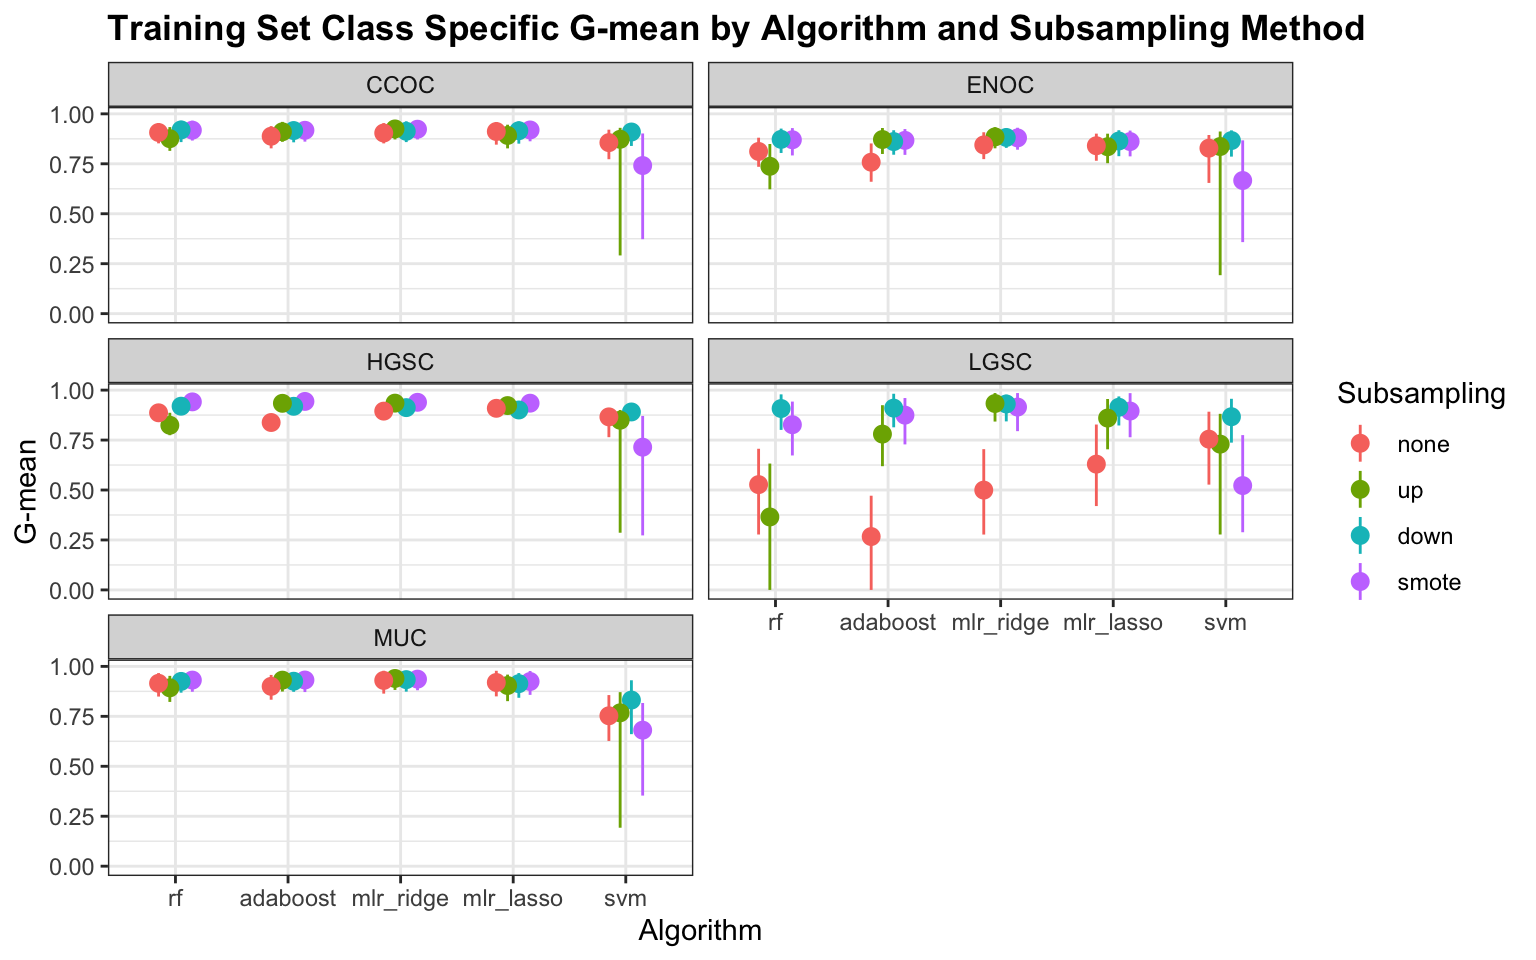 Training Set Class Specific G-mean by Algorithm and Subsampling Method
CCOC
ENOC
1.00
0.75
0.50
0.25
0.00
HGSC
LGSC
1.00
0.75
0.50
0.25
0.00
rf adaboost mlr_ridge mlr_lasso svm
MUC
1.00
0.75
0.50
0.25
0.00
rf adaboost mlr_ridge mlr_lasso svm
Algorithm
G-mean
Subsampling
none
up
down
smote